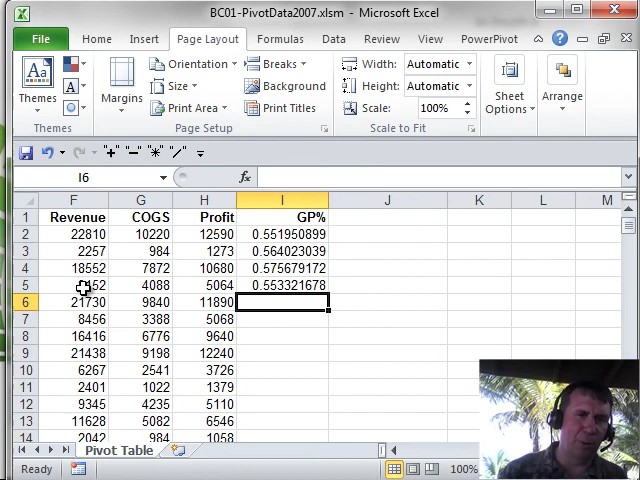 BC01-PivotData2007.xlsm - Microsoft Excel
File Home Insert Page Layout Formulas Data Review View PowerPivot
Themes
Margins
Orientation
Size
Print Area
Breaks
Background
Print Titles
Width: Automatic
Height: Automatic
Scale: 100%
Sheet Options
Arrange
Themes Page Setup Scale to Fit
I6 fx
F G H I J K L M
1 Revenue COGS Profit GP%
2 22810 10220 12590 0.551950899
3 2257 984 1273 0.564023039
4 18552 7872 10680 0.575679172
5 4088 5064 0.553321678
6 21730 9840 11890
7 8456 3388 5068
8 16416 6776 9640
9 21438 9198 12240
10 6267 2541 3726
11 2401 1022 1379
12 9345 4235 5110
13 11628 5082 6546
14 2042 984 1058
Pivot Table
Ready 100%